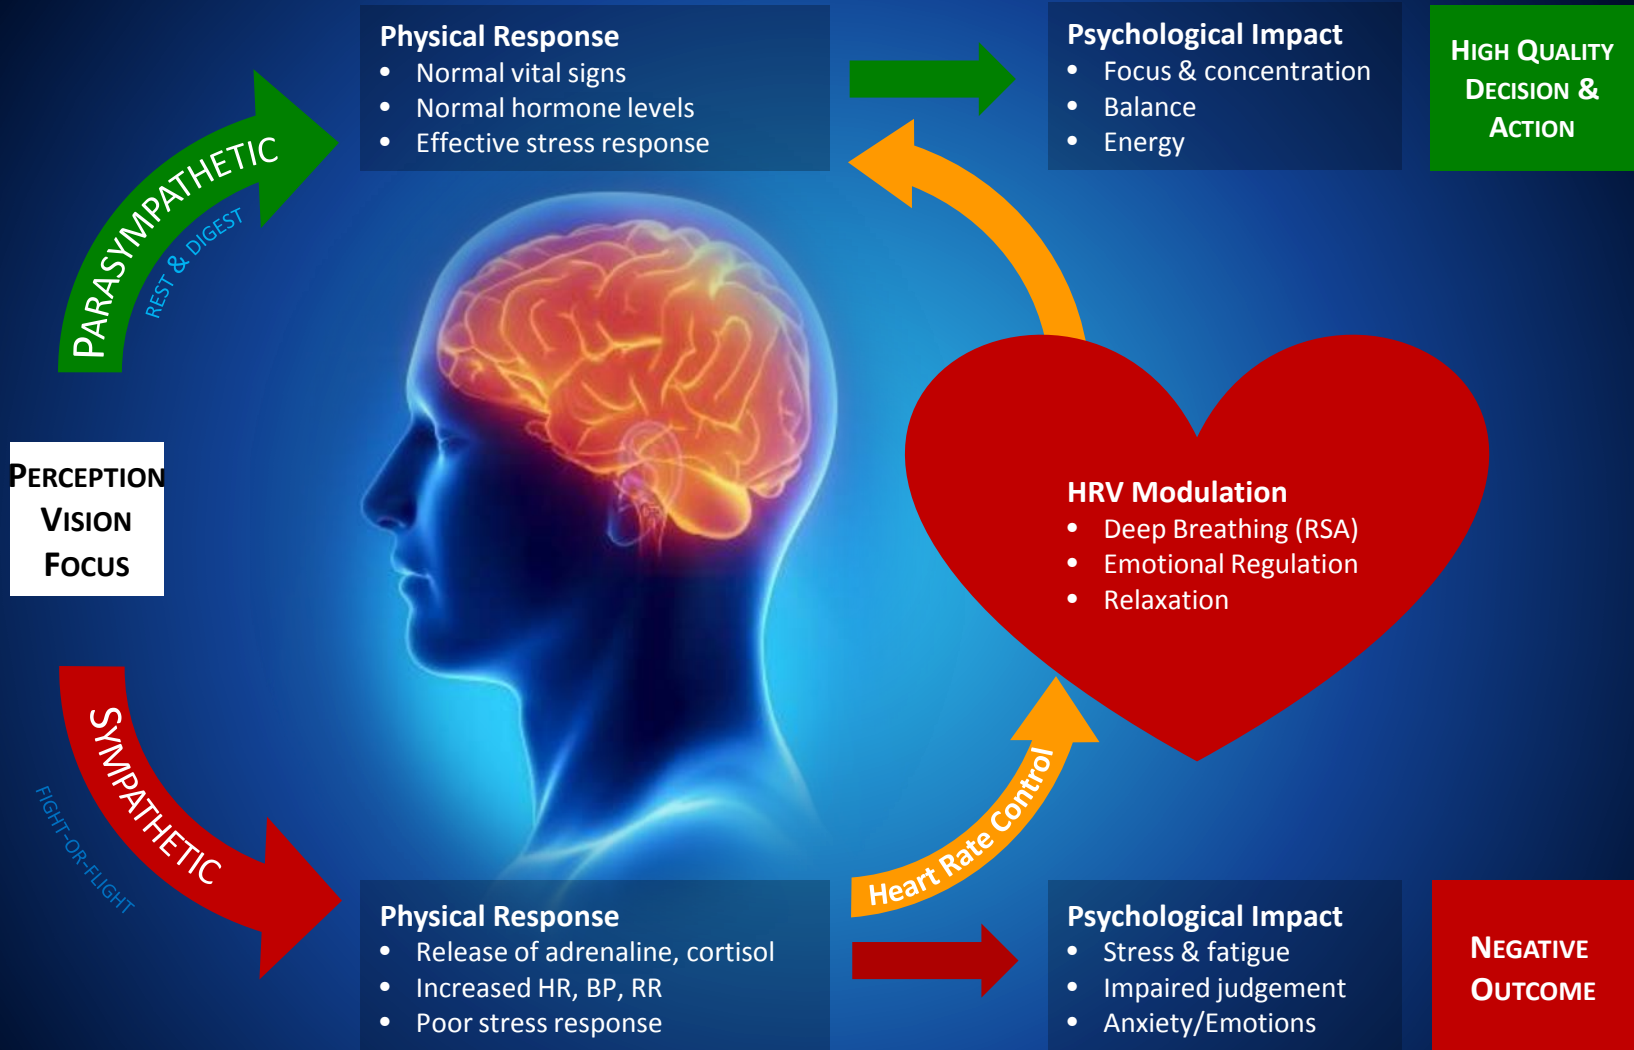 Physical Response
• Normal vital signs
• Normal hormone levels
• Effective stress response
Psychological Impact
• Focus & concentration
• Balance
• Energy
HIGH QUALITY
DECISION &
ACTION
PARASYMPATHETIC
REST & DIGEST
PERCEPTION
VISION
FOCUS
HRV Modulation
• Deep Breathing (RSA)
• Emotional Regulation
• Relaxation
SYMPATHETIC
FIGHT-OR-FLIGHT
Heart Rate Control
Physical Response
• Release of adrenaline, cortisol
• Increased HR, BP, RR
• Poor stress response
Psychological Impact
• Stress & fatigue
• Impaired judgement
• Anxiety/Emotions
NEGATIVE
OUTCOME